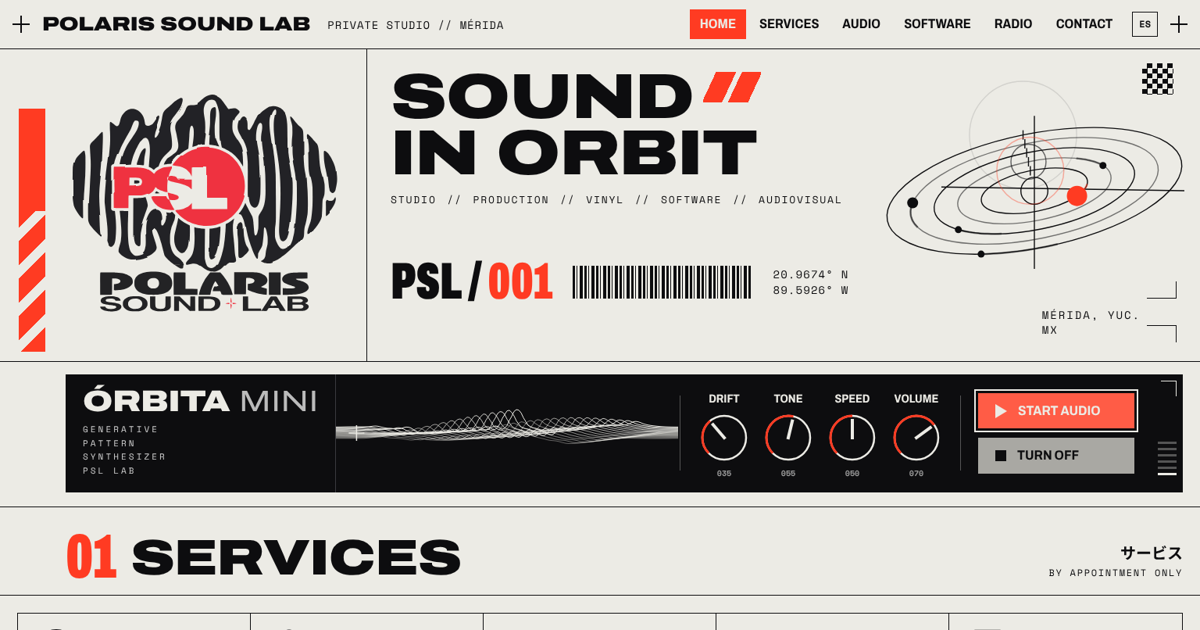 POLARIS SOUND LAB
PRIVATE STUDIO // MÉRIDA
HOME
SERVICES
AUDIO
SOFTWARE
RADIO
CONTACT
ES
PSL
POLARIS
SOUND LAB
SOUND
IN ORBIT
STUDIO // PRODUCTION // VINYL // SOFTWARE // AUDIOVISUAL
PSL/001
20.9674° N
89.5926° W
MÉRIDA, YUC.
MX
ÓRBITA MINI
GENERATIVE
PATTERN
SYNTHESIZER
PSL LAB
DRIFT
TONE
SPEED
VOLUME
035
055
050
070
START AUDIO
TURN OFF
01 SERVICES
サービス
BY APPOINTMENT ONLY